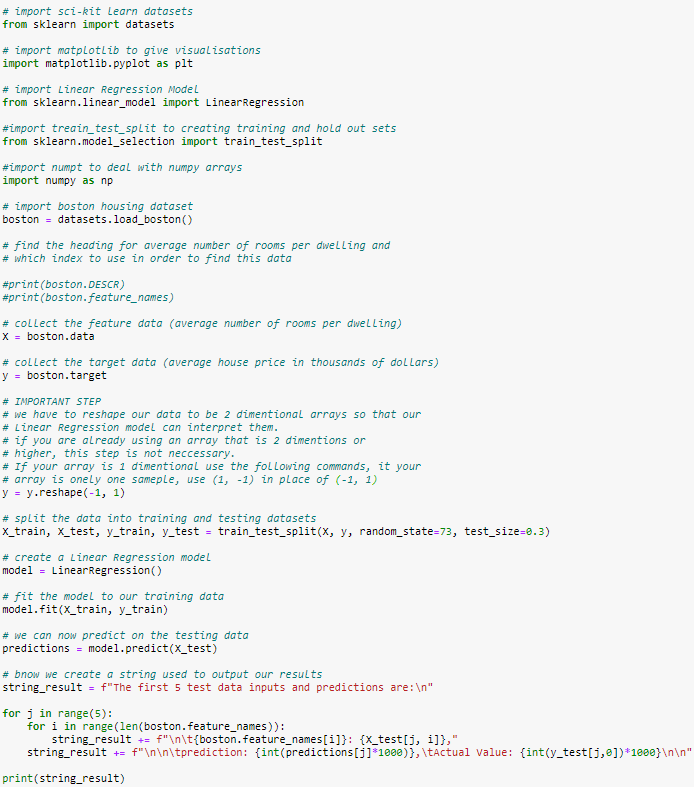 # import sci-kit Learn datasets
from sklearn import datasets
# import matplotlib to give visualisations
import matplotlib.pyplot as plt
# import Linear Regression Model
from sklearn.linear_model import LinearRegression
#import treain_test_split to creating training and hold out sets
from sklearn.model_selection import train_test_split
#import numpt to deal with numpy arrays
import numpy as np
# import boston housing dataset
boston = datasets.load_boston()
# find the heading for average number of rooms per dwelling and
# which index to use in order to find this data
#print(boston.DESCR)
#print(boston.feature_names)
# collect the feature data (average number of rooms per dwelling)
X = boston.data
# collect the target data (average house price in thousands of dollars)
y = boston.target
# IMPORTANT STEP
# we have to reshape our data to be 2 dimentional arrays so that our
# Linear Regression model can interpret them.
# if you are already using an array that is 2 dimentions or
# higher, this step is not neccessary.
# If your array is 1 dimentional use the following commands, it your
# array is onely one sameple, use (1, -1) in place of (-1, 1)
y = y.reshape(-1, 1)
# split the data into training and testing datasets
X_train, X_test, y_train, y_test = train_test_split(X, y, random_state=73, test_size=0.3)
# create a Linear Regression model
model = LinearRegression()
# fit the model to our training data
model.fit(X_train, y_train)
# we can now predict on the testing data
predictions = model.predict(X_test)
# bnow we create a string used to output our results
string_result = f"The first 5 test data inputs and predictions are:\n"
for j in range(5):
    for i in range(len(boston.feature_names)):
        string_result += f"\n\t{boston.feature_names[i]}: {X_test[j, i]},"
    string_result += f"\n\n\tprediction: {int(predictions[j]*1000)},\tActual Value: {int(y_test[j,0])*1000}\n\n"
print(string_result)